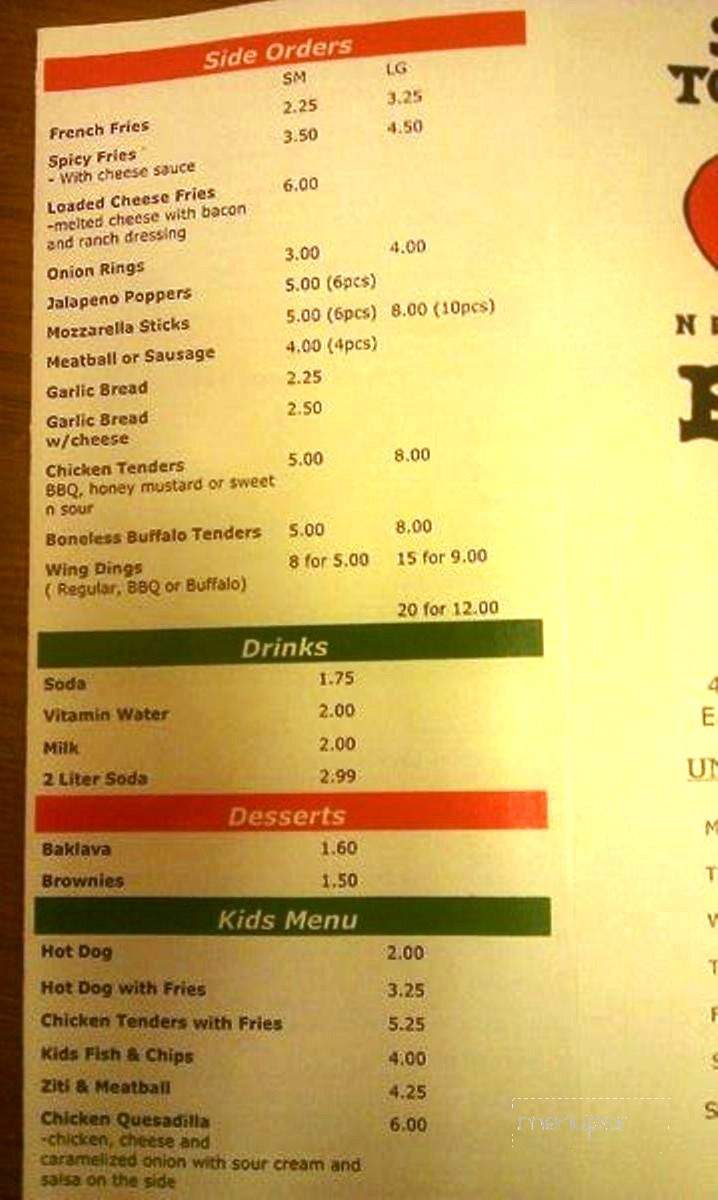 Side Orders
SM LG
French Fries 2.25 3.25
Spicy Fries 3.50 4.50
- With cheese sauce
Loaded Cheese Fries 6.00
-melted cheese with bacon
and ranch dressing
Onion Rings 3.00 4.00
Jalapeno Poppers 5.00 (6pcs)
Mozzarella Sticks 5.00 (6pcs) 8.00 (10pcs)
Meatball or Sausage 4.00 (4pcs)
Garlic Bread 2.25
Garlic Bread 2.50
w/cheese
Chicken Tenders 5.00 8.00
BBQ, honey mustard or sweet
n sour
Boneless Buffalo Tenders 5.00 8.00
Wing Dings 8 for 5.00 15 for 9.00
( Regular, BBQ or Buffalo)
20 for 12.00
Drinks
Soda 1.75
Vitamin Water 2.00
Milk 2.00
2 Liter Soda 2.99
Desserts
Baklava 1.60
Brownies 1.50
Kids Menu
Hot Dog 2.00
Hot Dog with Fries 3.25
Chicken Tenders with Fries 5.25
Kids Fish & Chips 4.00
Ziti & Meatball 4.25
Chicken Quesadilla 6.00
-chicken, cheese and
caramelized onion with sour cream and
salsa on the side